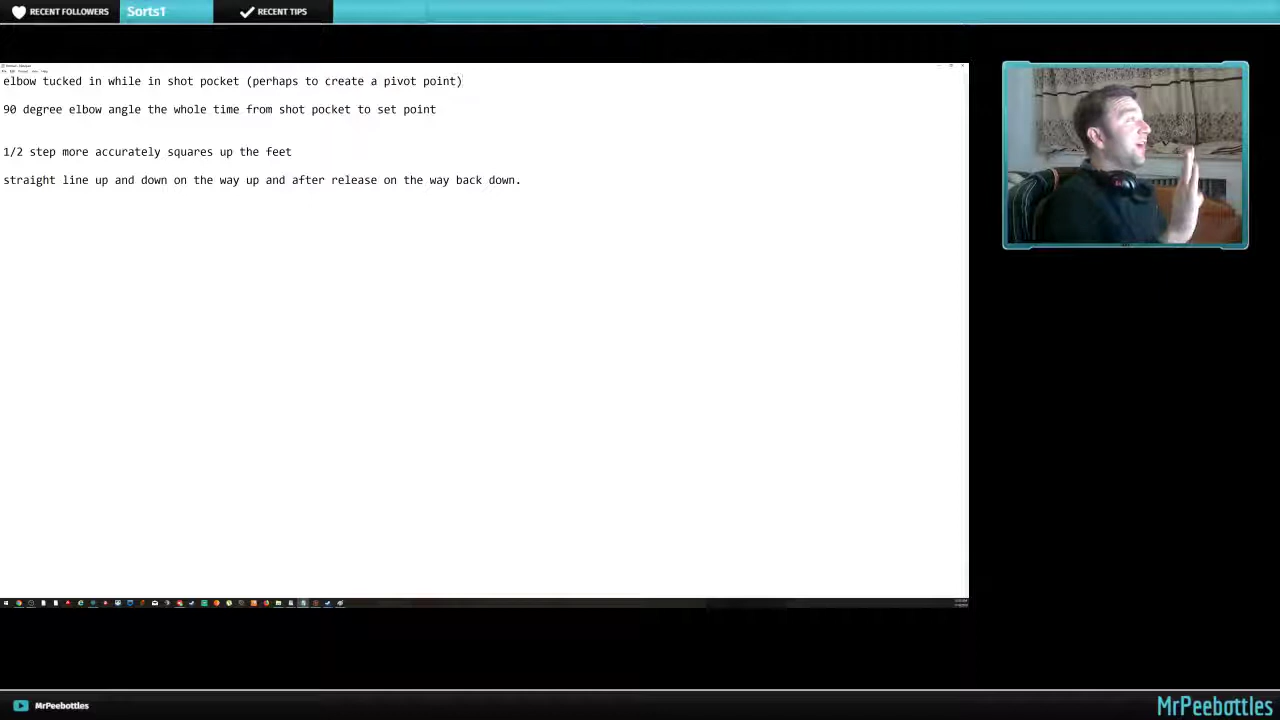 RECENT FOLLOWERS
Sorts1
RECENT TIPS
elbow tucked in while in shot pocket (perhaps to create a pivot point)
90 degree elbow angle the whole time from shot pocket to set point
1/2 step more accurately squares up the feet
straight line up and down on the way up and after release on the way back down.
MrPeebottles
MrPeebottles